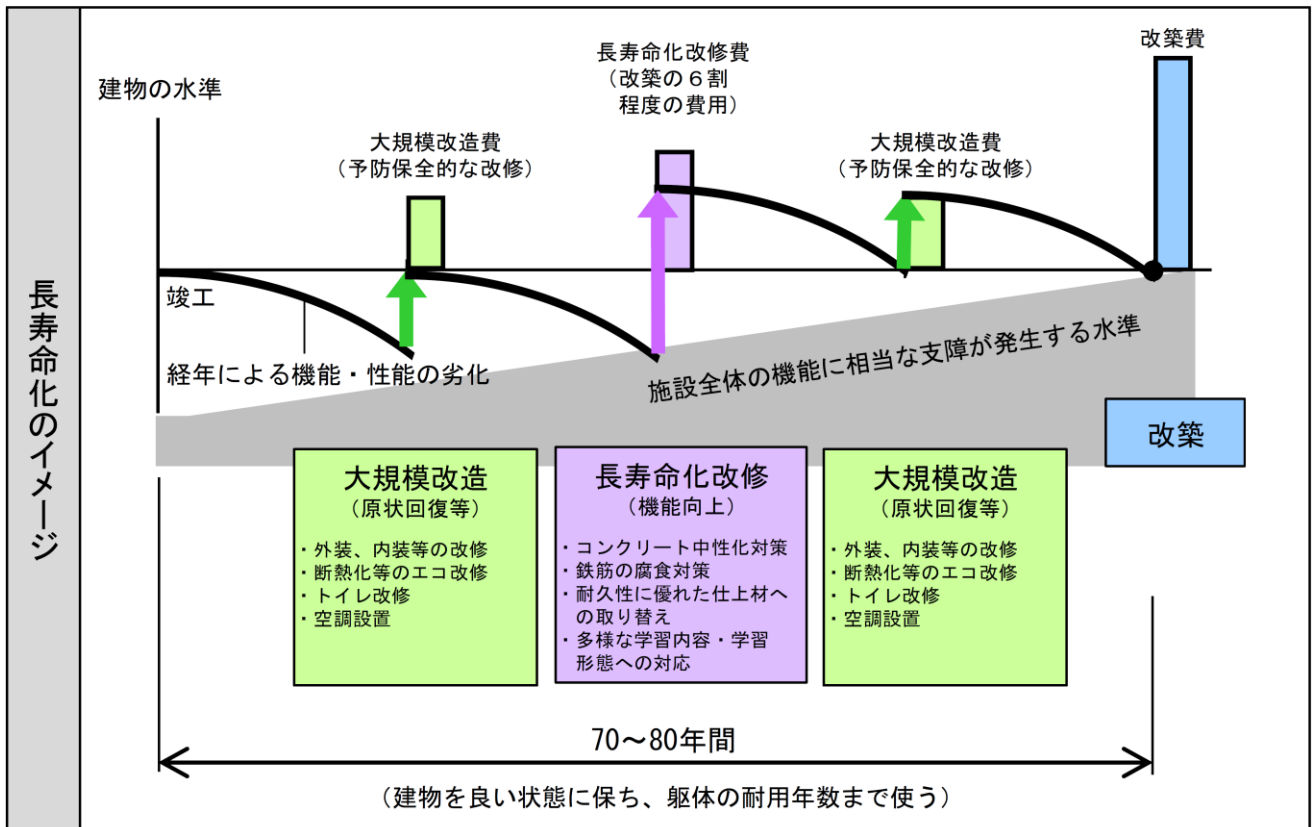 長寿命化のイメージ
建物の水準
大規模改造費
（予防保全的な改修）
長寿命化改修費
（改築の６割
程度の費用）
大規模改造費
（予防保全的な改修）
改築費
竣工
経年による機能・性能の劣化
施設全体の機能に相当な支障が発生する水準
改築
大規模改造
（原状回復等）
・外装、内装等の改修
・断熱化等のエコ改修
・トイレ改修
・空調設置
長寿命化改修
（機能向上）
・コンクリート中性化対策
・鉄筋の腐食対策
・耐久性に優れた仕上材へ
の取り替え
・多様な学習内容・学習
形態への対応
大規模改造
（原状回復等）
・外装、内装等の改修
・断熱化等のエコ改修
・トイレ改修
・空調設置
70～80年間
（建物を良い状態に保ち、躯体の耐用年数まで使う）